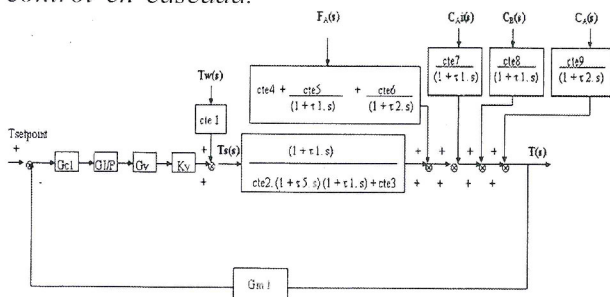 control en cascada.
F_A(s) C_Ai(s) C_B(s) C_A(s)
Tw(s)
cte4 + cte5/(1+τ1.s) + cte6/(1+τ2.s)
cte7/(1+τ1.s)
cte8/(1+τ1.s)
cte9/(1+τ2.s)
cte 1
Tsetpoint
+
Gc1
GI/P
Gv
Kv
+
+
Ts(s)
(1+τ1.s)
cte2.(1+τ5.s)(1+τ1.s)+cte3
+ + + +
+ + + +
T(s)
-
Gm1